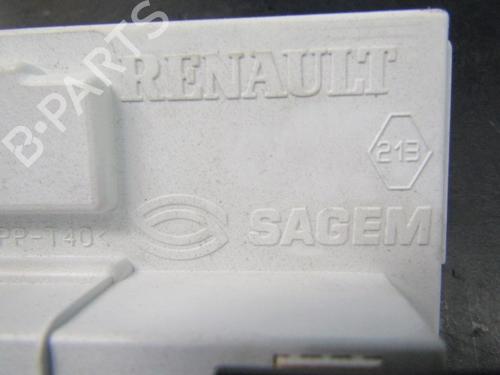 B-PARTS
RENAULT
213
SAGEM
PP-T40<